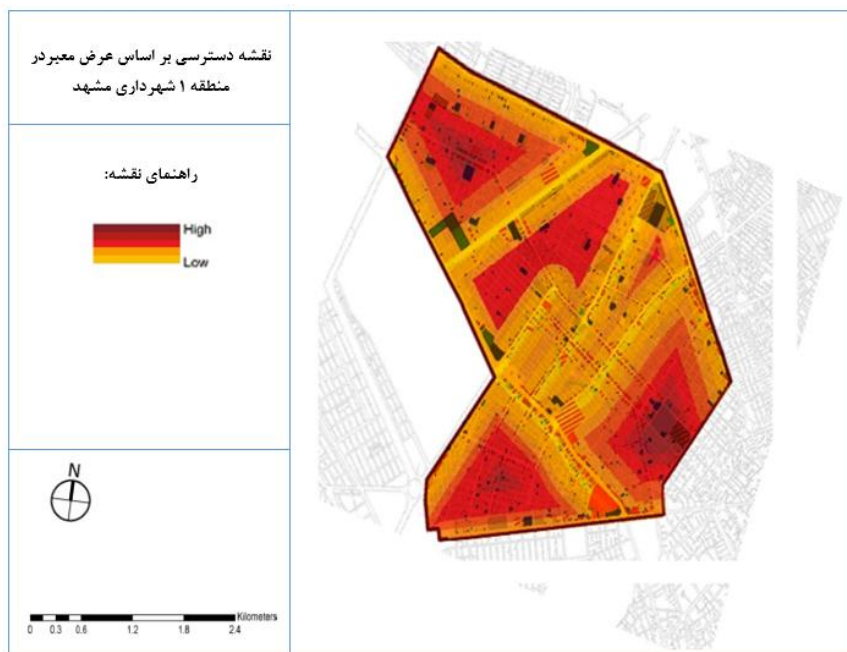 نقشه دسترسی بر اساس عرض معبردر
منطقه ۱ شهرداری مشهد
راهنمای نقشه:
High
Low
N
Kilometers
0 0.3 0.6 1.2 1.8 2.4